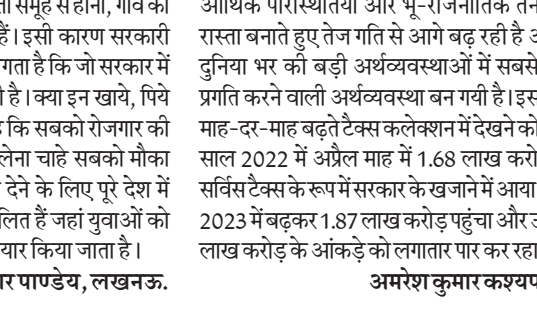 समूह से होना, गांव का
हैं। इसी कारण सरकारी
गता है कि जो सरकार में
है। क्या इन खाये, पिये
कि सबको रोजगार की
लेना चाहे सबको मौका
देने के लिए पूरे देश में
लित हैं जहां युवाओं को
यार किया जाता है।
र पाण्डेय, लखनऊ.
आर्थिक परिस्थितियों और भू-राजनीतिक तन
रास्ता बनाते हुए तेज गति से आगे बढ़ रही है
दुनिया भर की बड़ी अर्थव्यवस्थाओं में सबसे
प्रगति करने वाली अर्थव्यवस्था बन गयी है। इस
माह-दर-माह बढ़ते टैक्स कलेक्शन में देखने को
साल 2022 में अप्रैल माह में 1.68 लाख करो
सर्विस टैक्स के रूप में सरकार के खजाने में आया
2023 में बढ़कर 1.87 लाख करोड़ पहुंचा और
लाख करोड़ के आंकड़े को लगातार पार कर रहा
अमरेश कुमार कश्यप